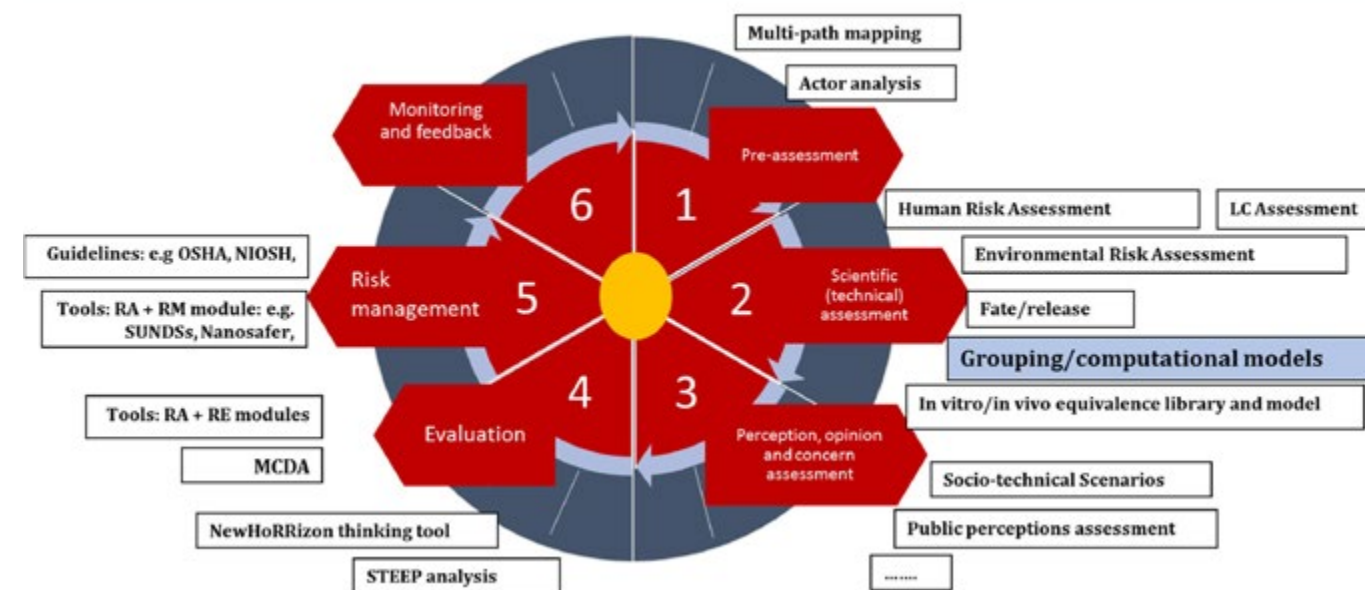 Multi-path mapping
Actor analysis
Monitoring
and feedback
Pre-assessment
6
1
Human Risk Assessment
LC Assessment
Environmental Risk Assessment
Guidelines: e.g OSHA, NIOSH,
Risk
management
5
2
Scientific
(technical)
assessment
Tools: RA + RM module: e.g.
SUNDSs, Nanosafer,
Fate/release
Grouping/computational models
4
3
In vitro/in vivo equivalence library and model
Tools: RA + RE modules
Evaluation
Perception, opinion
and concern
assessment
MCDA
Socio-technical Scenarios
NewHoRRizon thinking tool
Public perceptions assessment
STEEP analysis
.......